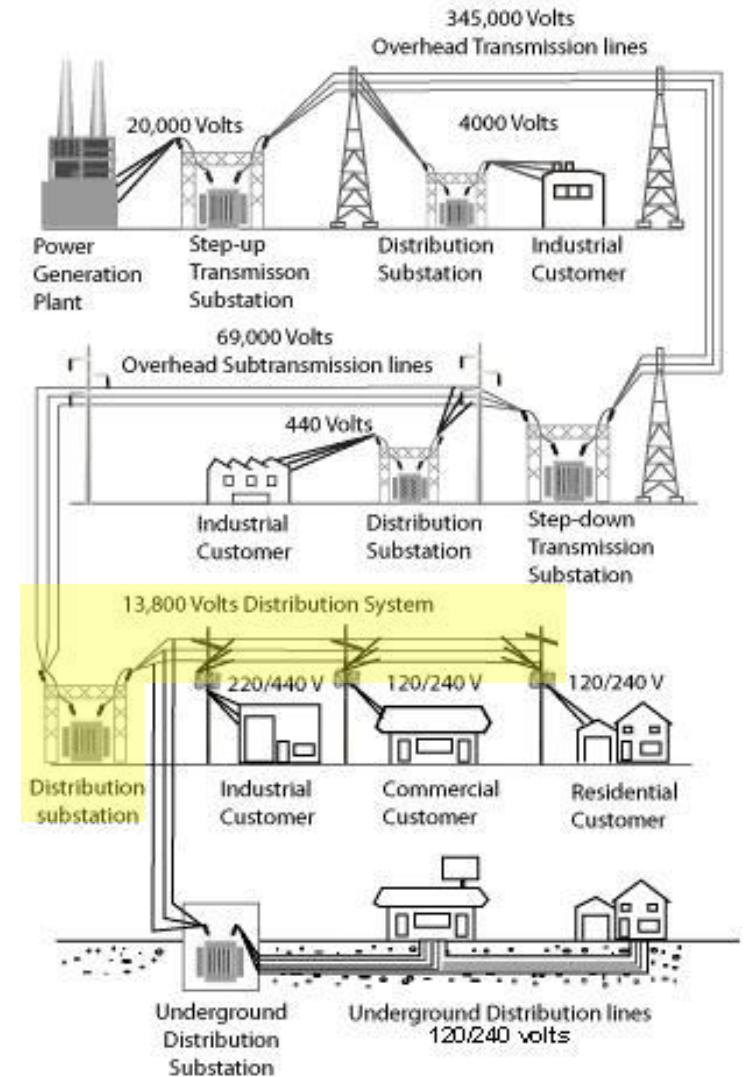 345,000 Volts
Overhead Transmission lines
20,000 Volts
4000 Volts
Power
Generation
Plant
Step-up
Transmisson
Substation
Distribution
Substation
Industrial
Customer
69,000 Volts
Overhead Subtransmission lines
440 Volts
Industrial
Customer
Distribution
Substation
Step-down
Transmission
Substation
13,800 Volts Distribution System
220/440 V
120/240 V
120/240 V
Distribution
substation
Industrial
Customer
Commercial
Customer
Residential
Customer
Underground
Distribution
Substation
Underground Distribution lines
120/240 volts